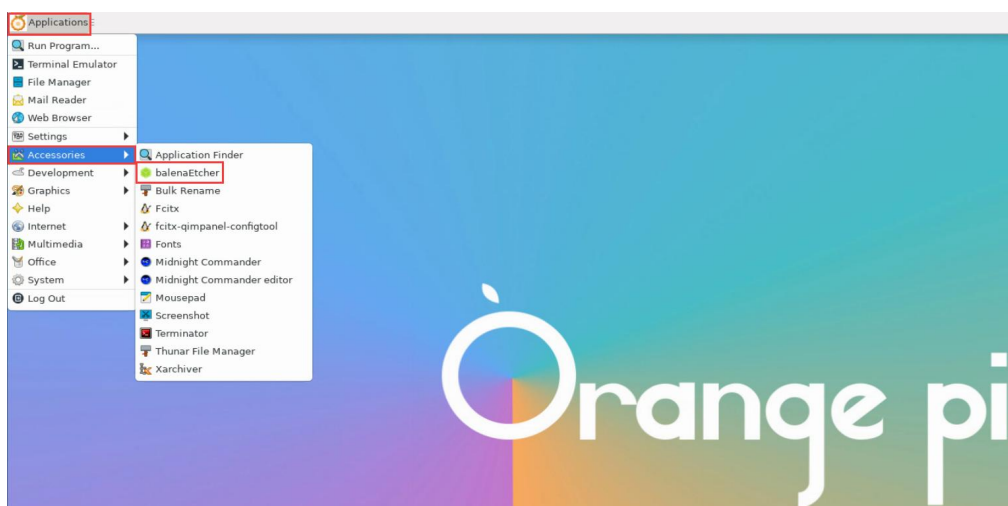 Applications
Run Program...
Terminal Emulator
File Manager
Mail Reader
Web Browser
Settings
Accessories
Development
Graphics
Help
Internet
Multimedia
Office
System
Log Out
Application Finder
balenaEtcher
Bulk Rename
Fcitx
fcitx-qimpanel-configtool
Fonts
Midnight Commander
Midnight Commander editor
Mousepad
Screenshot
Terminator
Thunar File Manager
Xarchiver
Orange pi